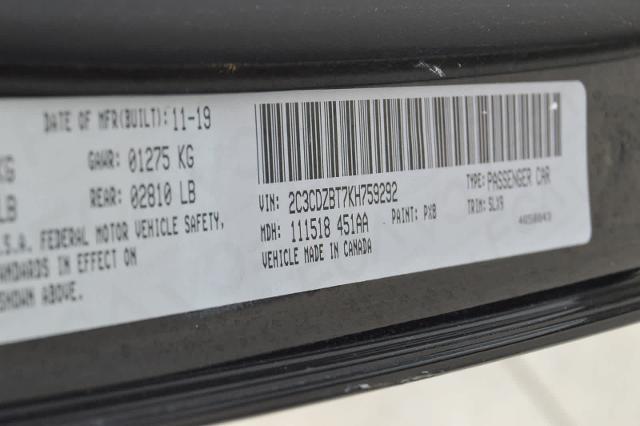 DATE OF MFR(BUILT): 11-19
KG GAWR: 01275 KG
LB 02810 LB
.S.A. FEDERAL MOTOR VEHICLE SAFETY,
TANDARDS IN EFFECT ON
SHOWN ABOVE.
VIN: 2C3CDZBT7KH759292
TYPE: PASSENGER CAR
MDH: 111518 451AA PAINT: PXB
TRIM: SLX9
VEHICLE MADE IN CANADA